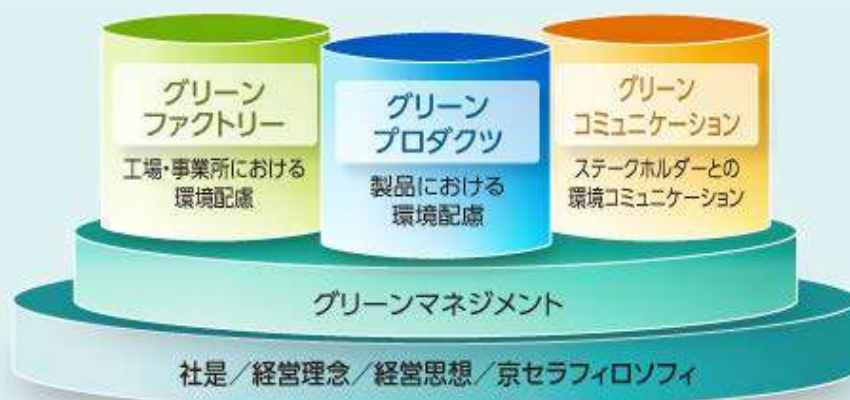 グリーン
ファクトリー
工場・事業所における
環境配慮
グリーン
プロダクツ
製品における
環境配慮
グリーン
コミュニケーション
ステークホルダーとの
環境コミュニケーション
グリーンマネジメント
社是／経営理念／経営思想／京セラフィロソフィ